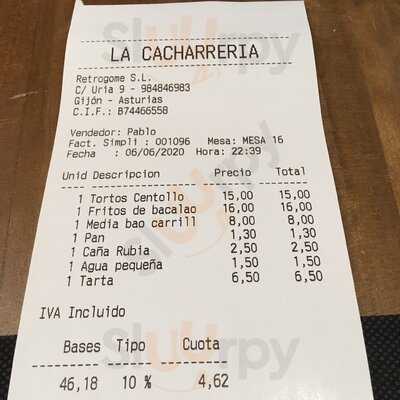 LA CACHARRERIA
Retrogome S.L.
C/ Uria 9 - 984846983
Gijón - Asturias
C.I.F.: B74466558
Vendedor: Pablo
Fact. Simpli : 001096 Mesa: MESA 16
Fecha : 06/06/2020 Hora: 22:39
Unid Descripcion Precio Total
1 Tortos Centollo 15,00 15,00
1 Fritos de bacalao 16,00 16,00
1 Media bao carrill 8,00 8,00
1 Pan 1,30 1,30
1 Caña Rubia 2,50 2,50
1 Agua pequeña 1,50 1,50
1 Tarta 6,50 6,50
IVA Incluido
Bases Tipo Cuota
46,18 10 % 4,62
Sluurpy
Sluurpy
Sluurpy